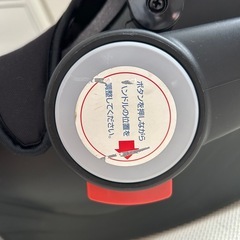 ボタンを押しながら
ハンドルの位置を
調整してください